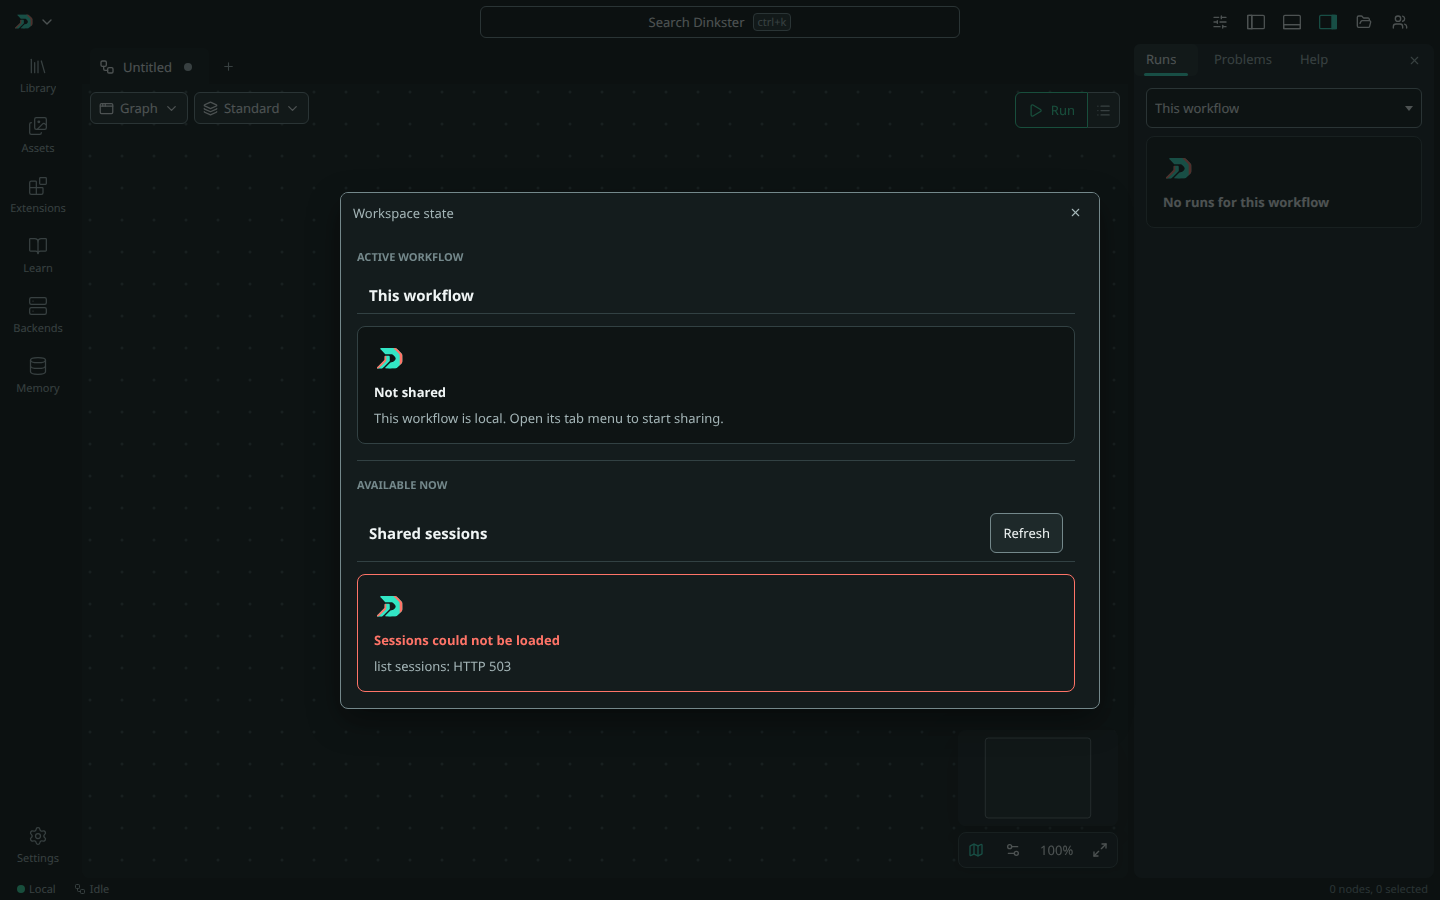 Search Dinkster ctrl+k
Library
Assets
Extensions
Learn
Backends
Memory
Settings
Untitled
Graph
Standard
Run
Runs
Problems
Help
This workflow
No runs for this workflow
Workspace state
ACTIVE WORKFLOW
This workflow
Not shared
This workflow is local. Open its tab menu to start sharing.
AVAILABLE NOW
Shared sessions
Refresh
Sessions could not be loaded
list sessions: HTTP 503
100%
Local
Idle
0 nodes, 0 selected